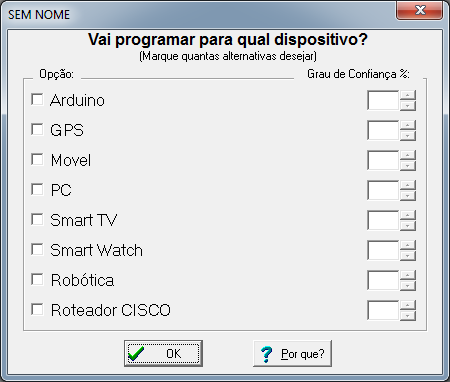 SEM NOME
Vai programar para qual dispositivo?
(Marque quantas alternativas desejar)
Opção: Grau de Confiança %:
Arduino
GPS
Movel
PC
Smart TV
Smart Watch
Robótica
Roteador CISCO
OK ? Por que?